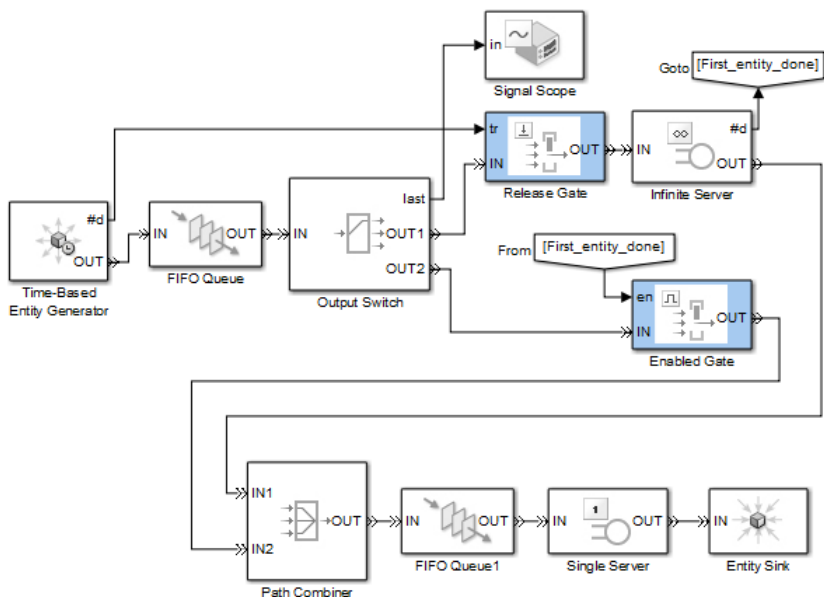 in
Signal Scope
Goto
[First_entity_done]
tr
IN
OUT
Release Gate
#d
IN
OUT
Infinite Server
#d
OUT
Time-Based
Entity Generator
IN
OUT
FIFO Queue
IN
last
OUT1
OUT2
Output Switch
From
[First_entity_done]
en
IN
OUT
Enabled Gate
IN1
IN2
OUT
Path Combiner
IN
OUT
FIFO Queue1
1
IN
OUT
Single Server
IN
Entity Sink